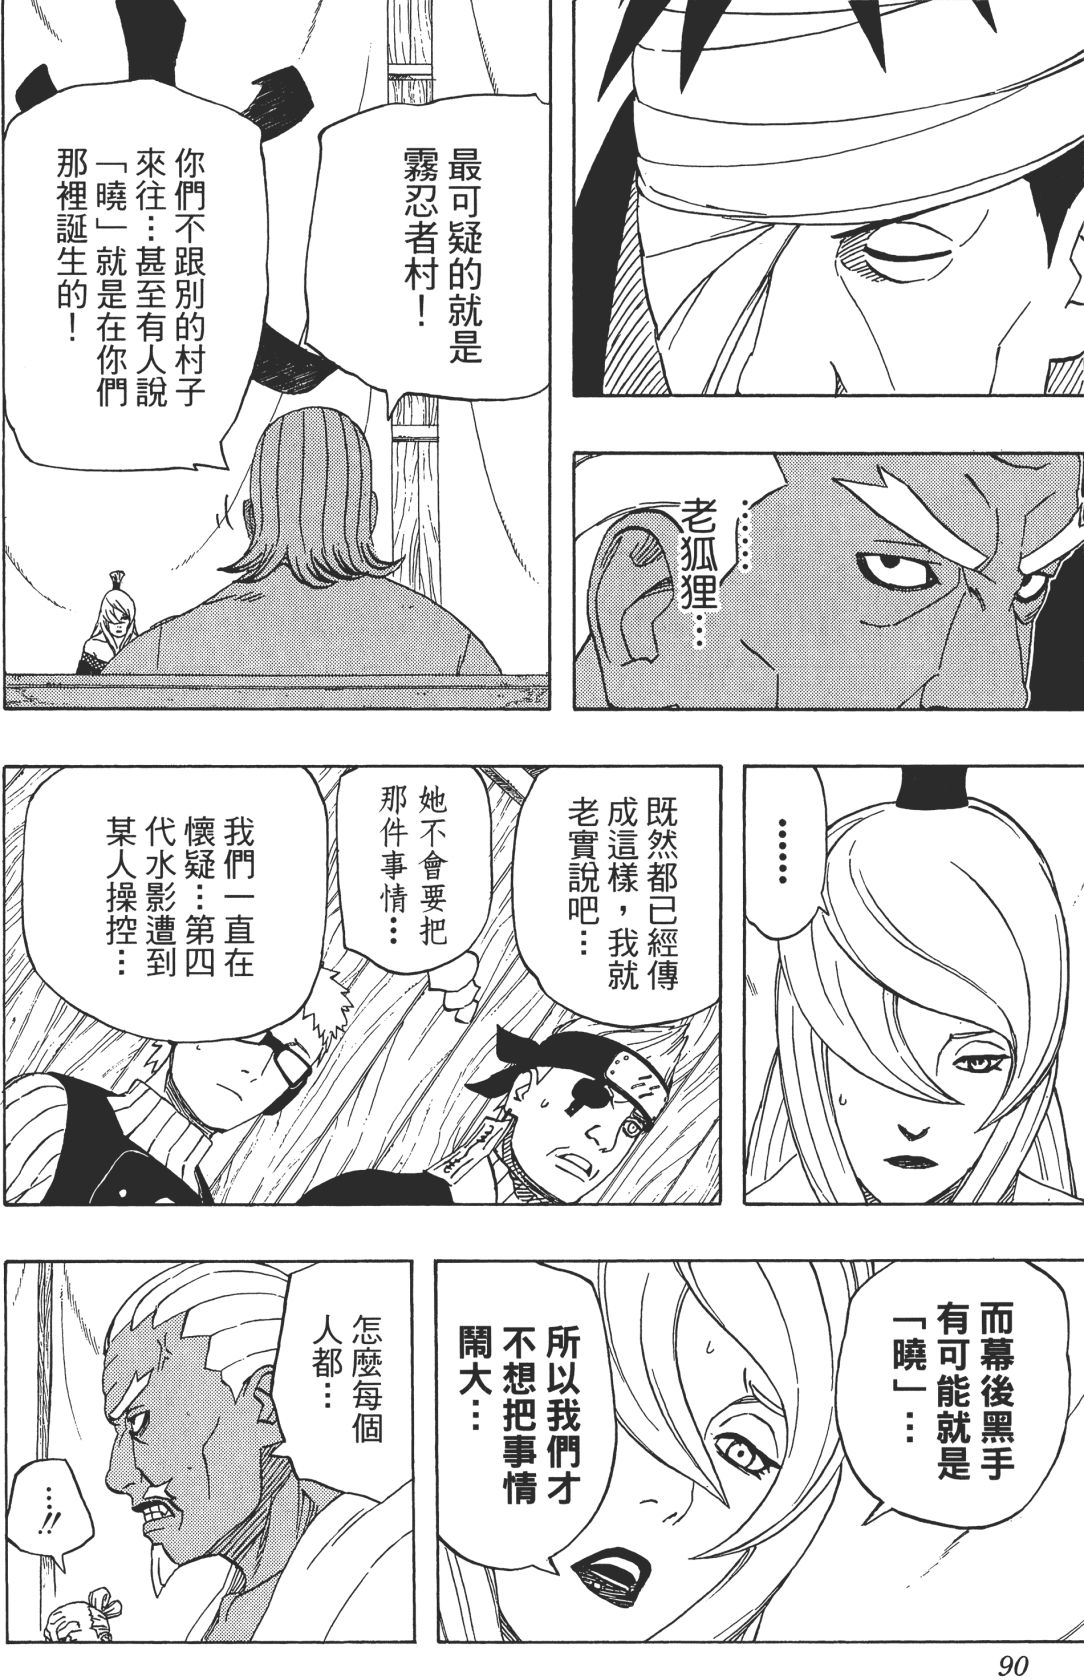 ……
老狐狸…
最可疑的就是
霧忍者村！
你們不跟別的村子
來往…甚至有人說
「曉」就是在你們
那裡誕生的！
……
既然都已經傳
成這樣，我就
老實說吧…
她不會要把
那件事情…
我們一直在
懷疑…第四
代水影遭到
某人操控…
而幕後黑手
有可能就是
「曉」…
所以我們才
不想把事情
鬧大…
怎麼每個
人都…
…!!
90